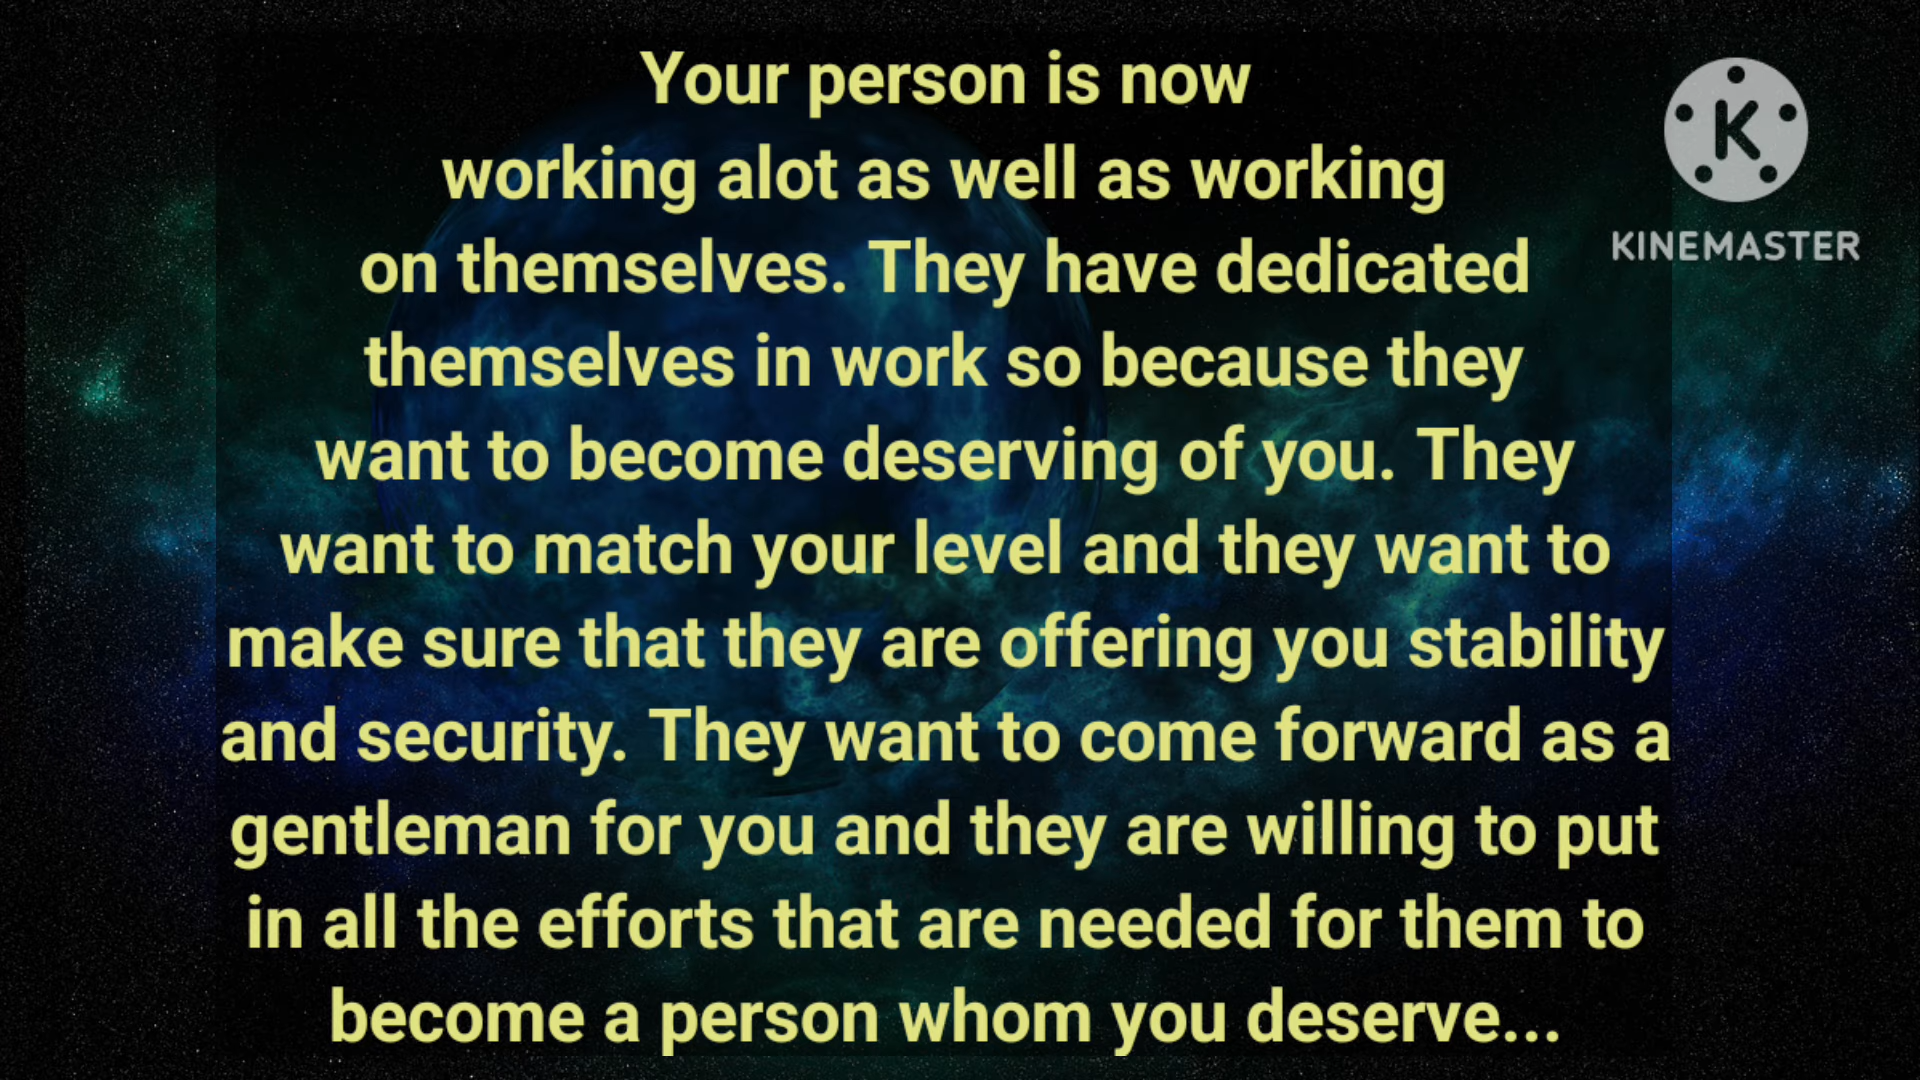 Your person is now
working alot as well as working
on themselves. They have dedicated
themselves in work so because they
want to become deserving of you. They
want to match your level and they want to
make sure that they are offering you stability
and security. They want to come forward as a
gentleman for you and they are willing to put
in all the efforts that are needed for them to
become a person whom you deserve...
K
KINEMASTER